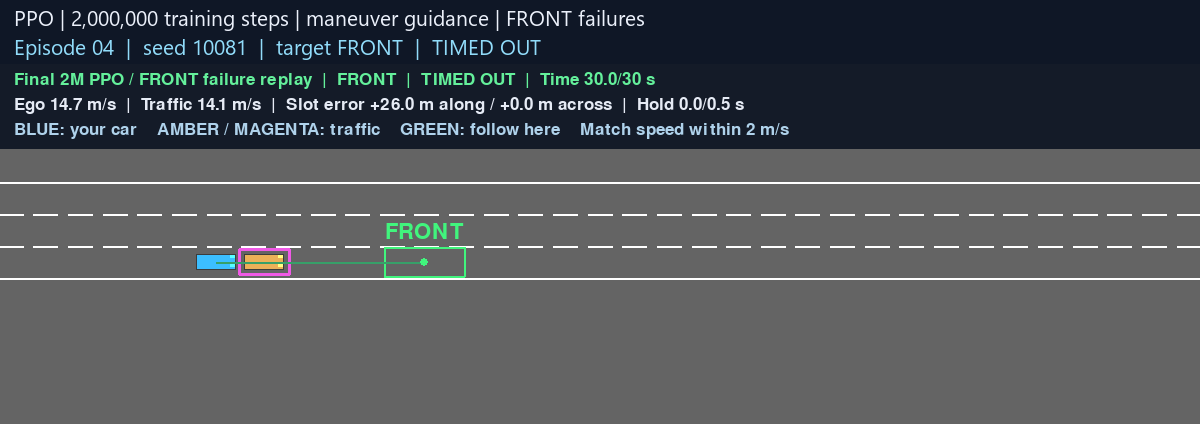 PPO | 2,000,000 training steps | maneuver guidance | FRONT failures
Episode 04 | seed 10081 | target FRONT | TIMED OUT
Final 2M PPO / FRONT failure replay | FRONT | TIMED OUT | Time 30.0/30 s
Ego 14.7 m/s | Traffic 14.1 m/s | Slot error +26.0 m along / +0.0 m across | Hold 0.0/0.5 s
BLUE: your car AMBER / MAGENTA: traffic GREEN: follow here Match speed within 2 m/s
FRONT